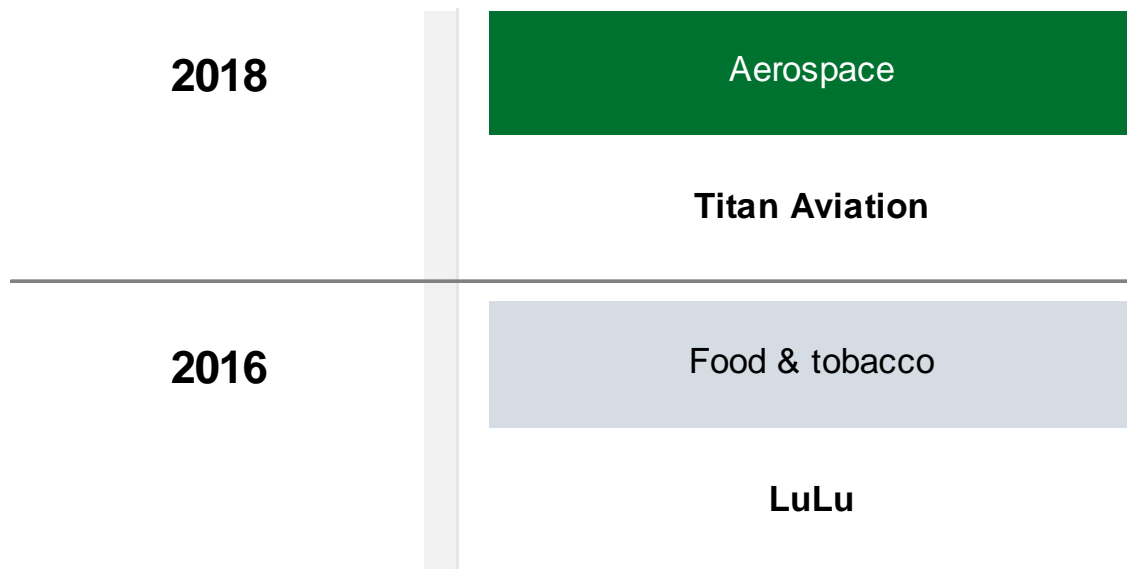 2018
Aerospace
Titan Aviation
2016
Food & tobacco
LuLu